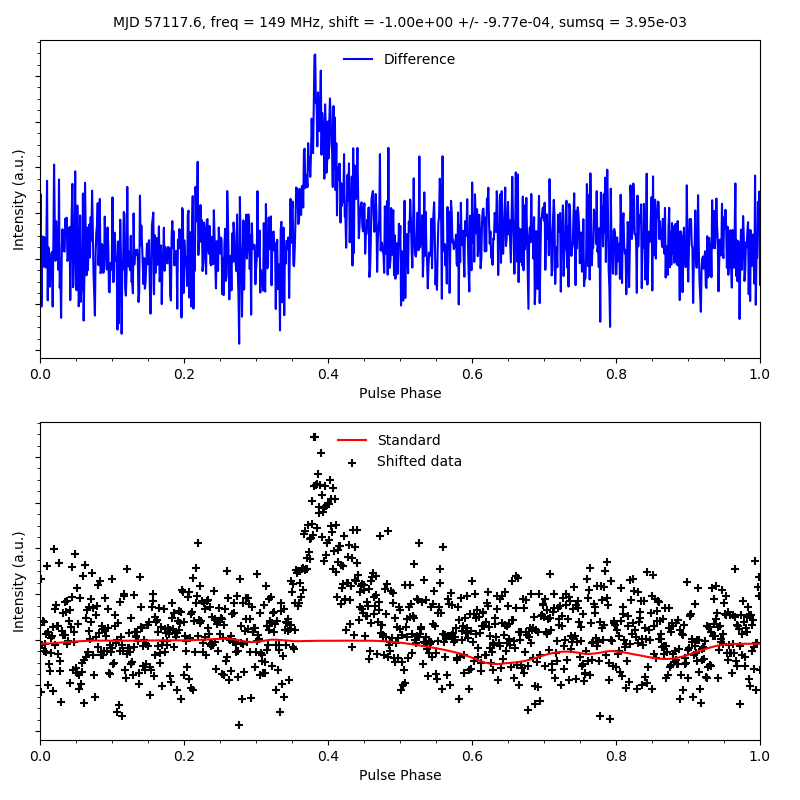 MJD 57117.6, freq = 149 MHz, shift = -1.00e+00 +/- -9.77e-04, sumsq = 3.95e-03
Difference
Intensity (a.u.)
0.0 0.2 0.4 0.6 0.8 1.0
Pulse Phase
Standard
Shifted data
Intensity (a.u.)
0.0 0.2 0.4 0.6 0.8 1.0
Pulse Phase